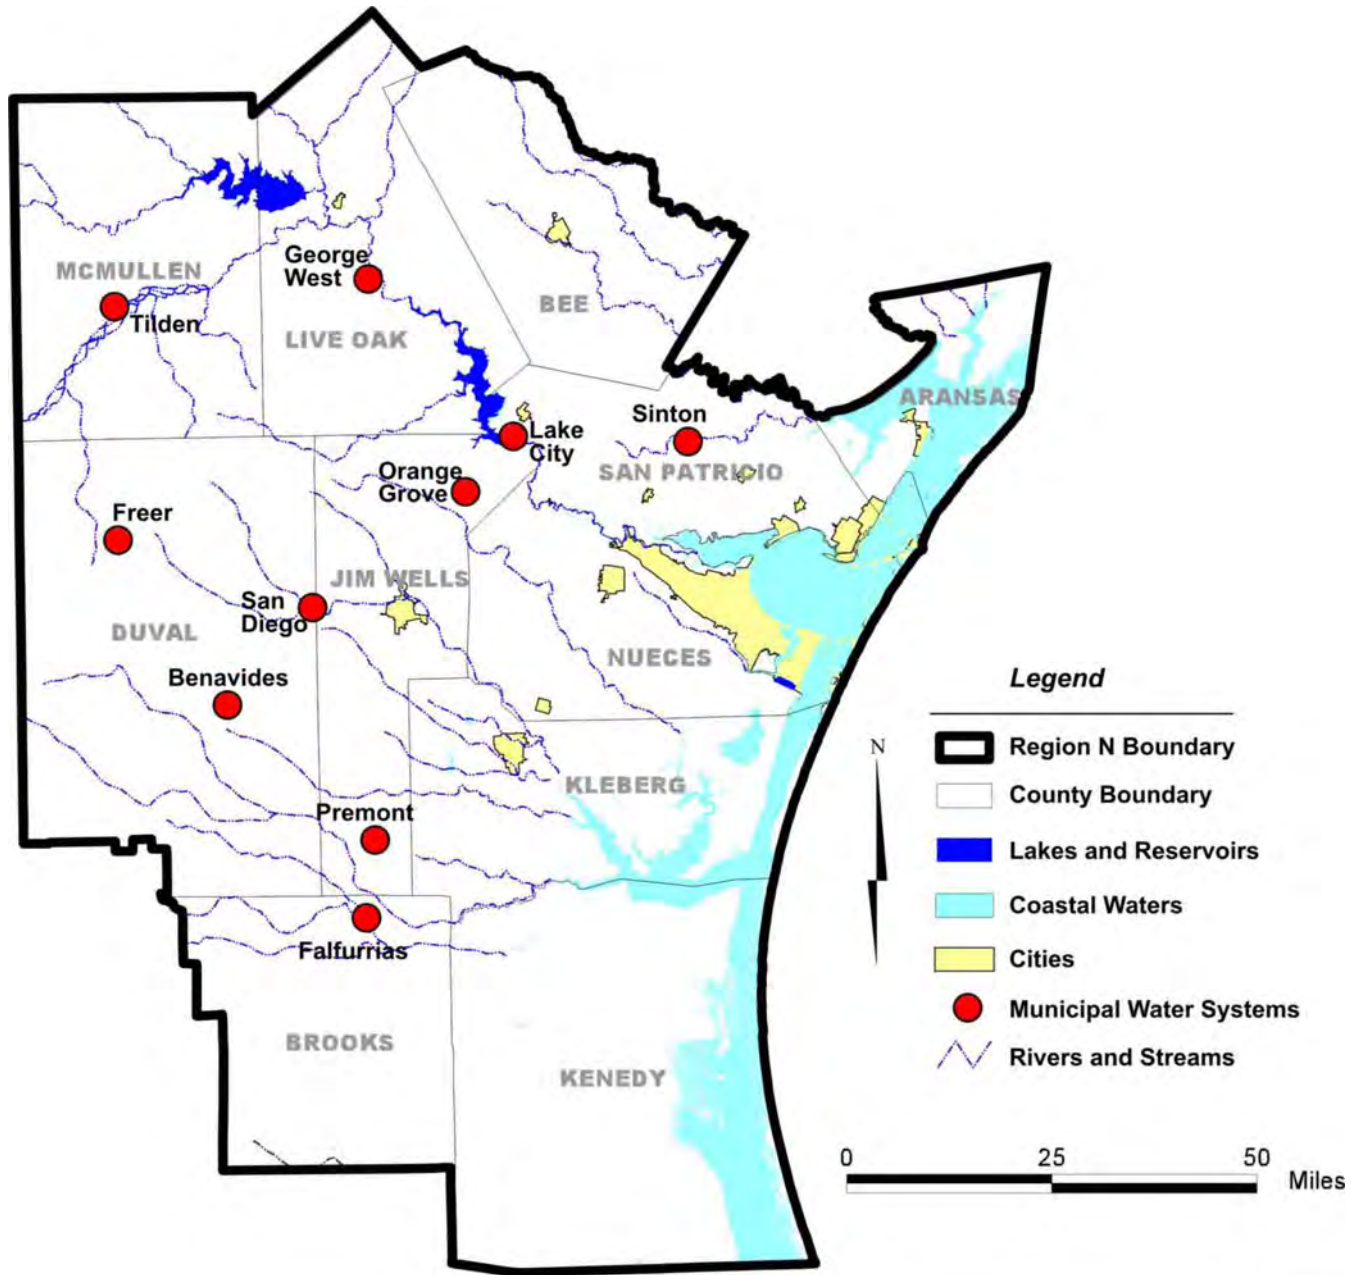 George
West
McMULLEN
Tilden
LIVE OAK
BEE
ARANSAS
Sinton
Lake
City
SAN PATRICIO
Orange
Grove
Freer
JIM WELLS
San
Diego
DUVAL
NUECES
Benavides
KLEBERG
Premont
Falfurrias
BROOKS
KENEDY
Legend
N
Region N Boundary
County Boundary
Lakes and Reservoirs
Coastal Waters
Cities
Municipal Water Systems
Rivers and Streams
0 25 50
Miles